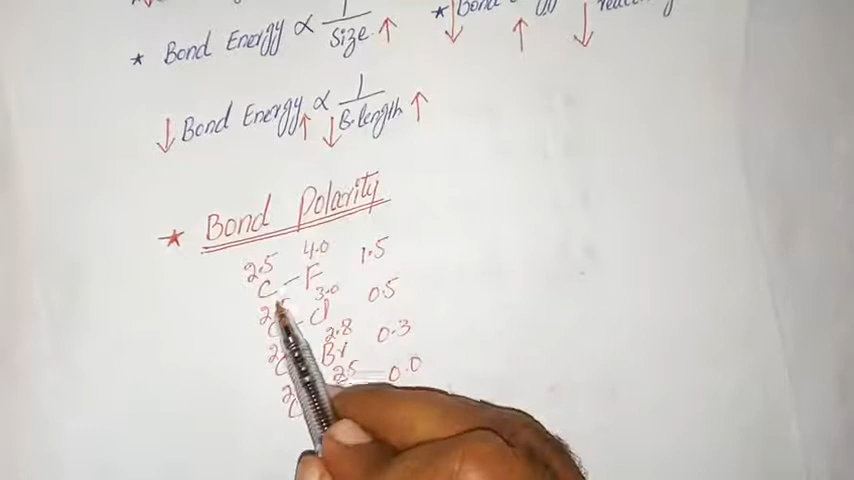 * Bond Energy ∝ 1/Size ↑
* ↓ Bond ↑ ↓
↓ Bond Energy ↑ ∝ 1/B.length ↓ ↑
★ Bond Polarity
2.5 4.0 1.5
C – F
3.0 0.5
Cl
2.8 0.3
Br
2.5 0.0
C